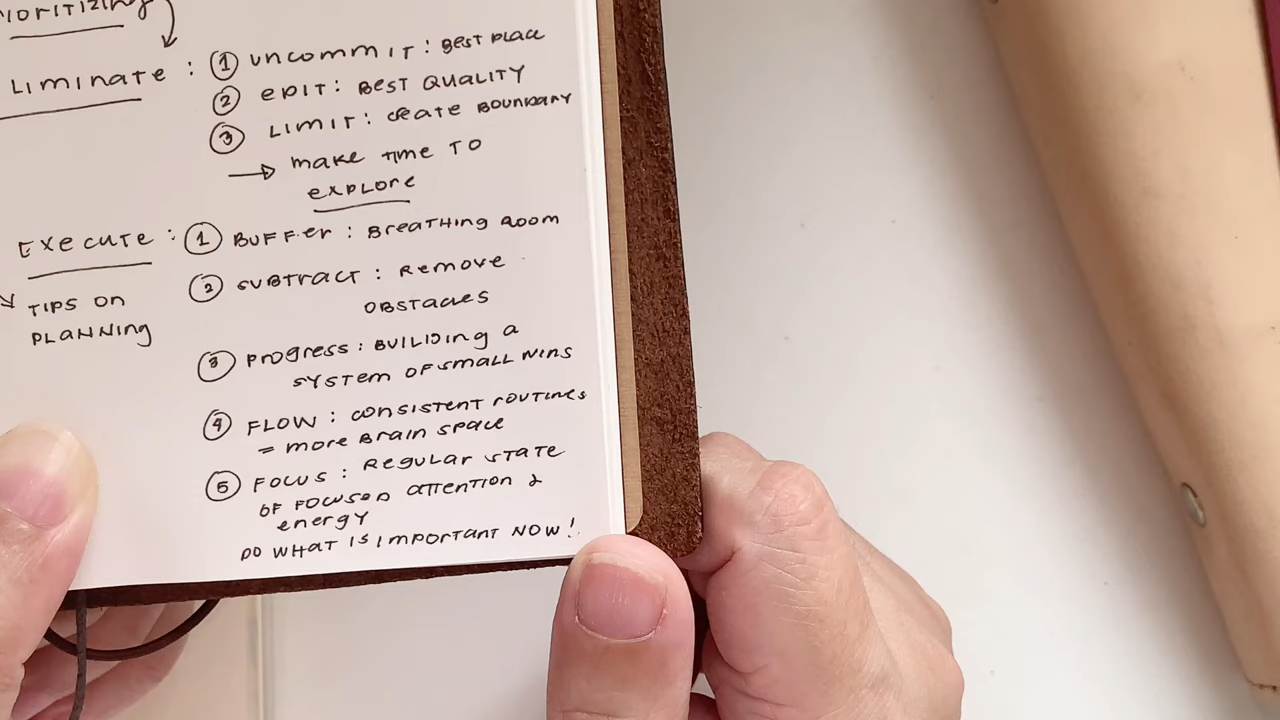 IORITIZING
LIMINATE : ① UNCOMMIT : BEST PLACE
② EDIT : BEST QUALITY
③ LIMIT : CREATE BOUNDARY
→ MAKE TIME TO
EXPLORE
EXECUTE : ① BUFFER : BREATHING ROOM
② SUBTRACT : REMOVE
TIPS ON
OBSTACLES
PLANNING
③ PROGRESS : BUILDING A
SYSTEM OF SMALL WINS
④ FLOW : CONSISTENT ROUTINES
= MORE BRAIN SPACE
⑤ FOCUS : REGULAR STATE
OF FOCUSED ATTENTION &
ENERGY
DO WHAT IS IMPORTANT NOW!